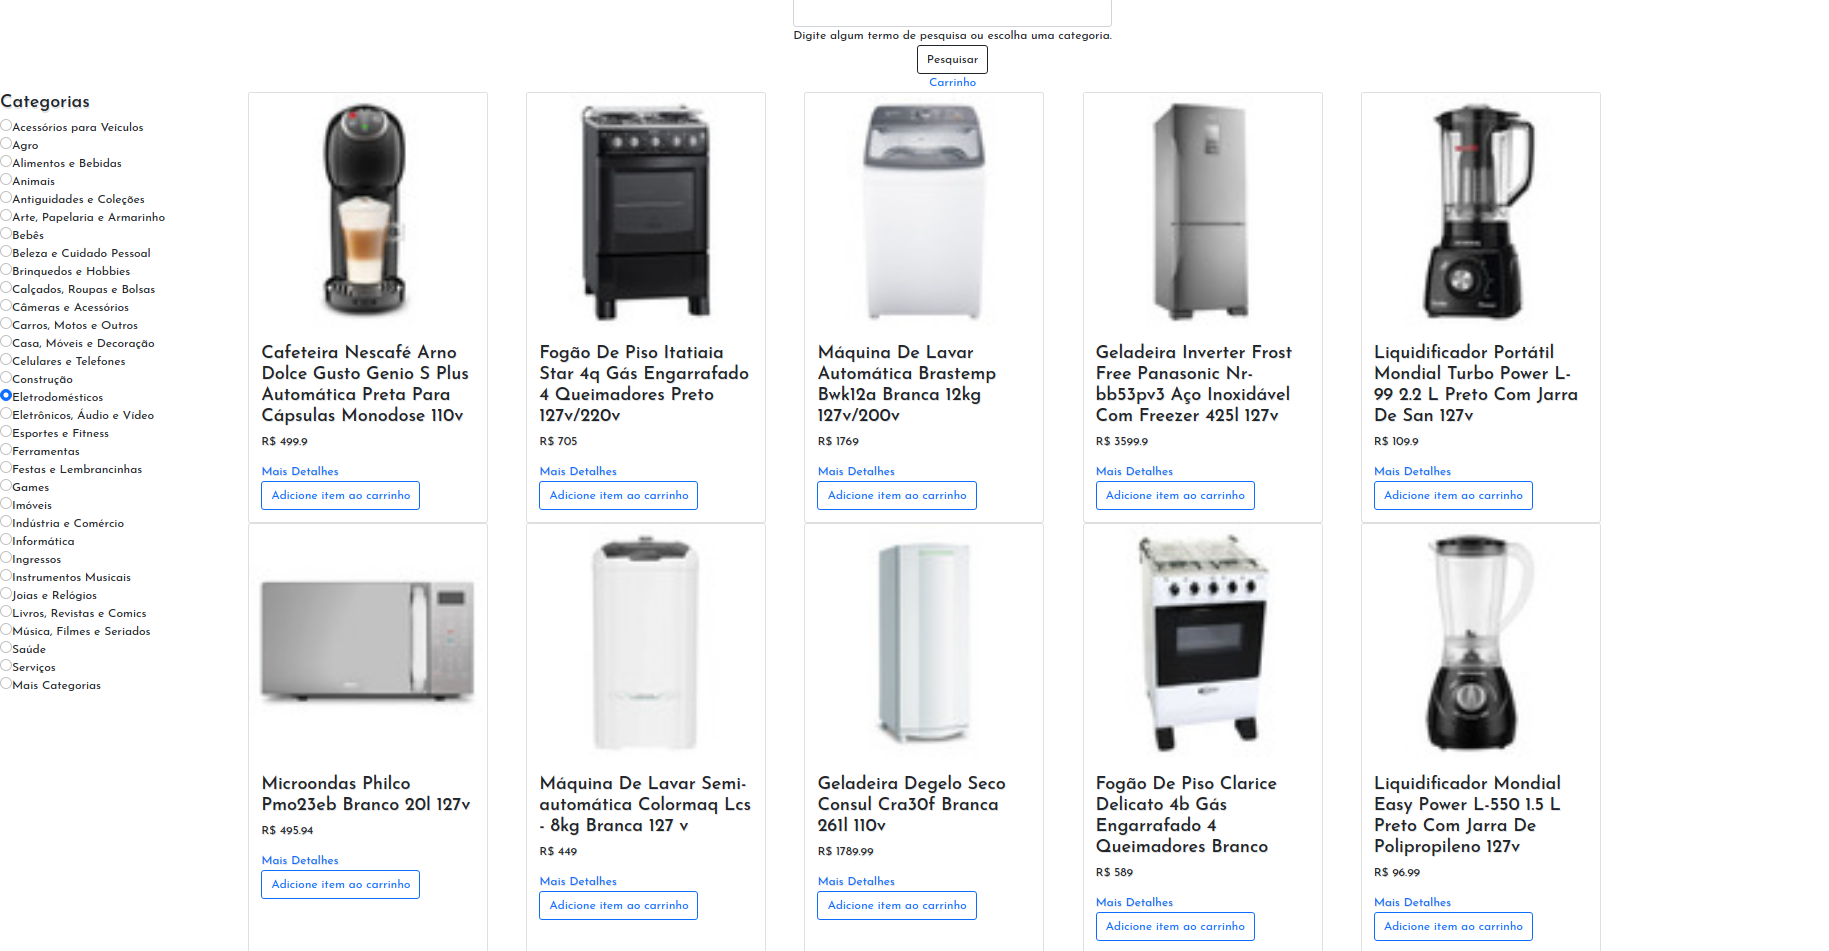 Digite algum termo de pesquisa ou escolha uma categoria.
Pesquisar
Carrinho
Categorias
Acessórios para Veículos
Agro
Alimentos e Bebidas
Animais
Antiguidades e Coleções
Arte, Papelaria e Armarinho
Bebês
Beleza e Cuidado Pessoal
Brinquedos e Hobbies
Calçados, Roupas e Bolsas
Câmeras e Acessórios
Carros, Motos e Outros
Casa, Móveis e Decoração
Celulares e Telefones
Construção
Eletrodomésticos
Eletrônicos, Áudio e Vídeo
Esportes e Fitness
Ferramentas
Festas e Lembrancinhas
Games
Imóveis
Indústria e Comércio
Informática
Ingressos
Instrumentos Musicais
Joias e Relógios
Livros, Revistas e Comics
Música, Filmes e Seriados
Saúde
Serviços
Mais Categorias
Cafeteira Nescafé Arno
Dolce Gusto Genio S Plus
Automática Preta Para
Cápsulas Monodose 110v
R$ 499.9
Mais Detalhes
Adicione item ao carrinho
Fogão De Piso Itatiaia
Star 4q Gás Engarrafado
4 Queimadores Preto
127v/220v
R$ 705
Mais Detalhes
Adicione item ao carrinho
Máquina De Lavar
Automática Brastemp
Bwk12a Branca 12kg
127v/200v
R$ 1769
Mais Detalhes
Adicione item ao carrinho
Geladeira Inverter Frost
Free Panasonic Nr-
bb53pv3 Aço Inoxidável
Com Freezer 425l 127v
R$ 3599.9
Mais Detalhes
Adicione item ao carrinho
Liquidificador Portátil
Mondial Turbo Power L-
99 2.2 L Preto Com Jarra
De San 127v
R$ 109.9
Mais Detalhes
Adicione item ao carrinho
Microondas Philco
Pmo23eb Branco 20l 127v
R$ 495.94
Mais Detalhes
Adicione item ao carrinho
Máquina De Lavar Semi-
automática Colormaq Lcs
- 8kg Branca 127 v
R$ 449
Mais Detalhes
Adicione item ao carrinho
Geladeira Degelo Seco
Consul Cra30f Branca
261l 110v
R$ 1789.99
Mais Detalhes
Adicione item ao carrinho
Fogão De Piso Clarice
Delicato 4b Gás
Engarrafado 4
Queimadores Branco
R$ 589
Mais Detalhes
Adicione item ao carrinho
Liquidificador Mondial
Easy Power L-550 1.5 L
Preto Com Jarra De
Polipropileno 127v
R$ 96.99
Mais Detalhes
Adicione item ao carrinho